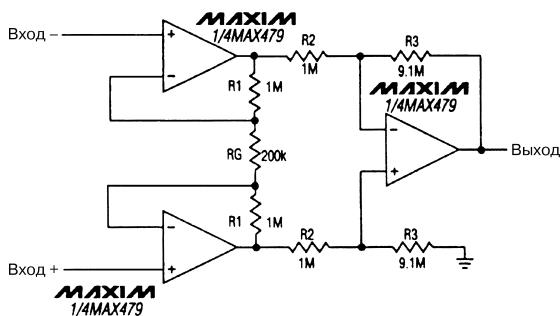 MAXIM
1/4MAX479
Вход –
R2
1M
R3
9.1M
R1
1M
MAXIM
1/4MAX479
RG
200k
Выход
R1
1M
R2
1M
R3
9.1M
Вход +
MAXIM
1/4MAX479